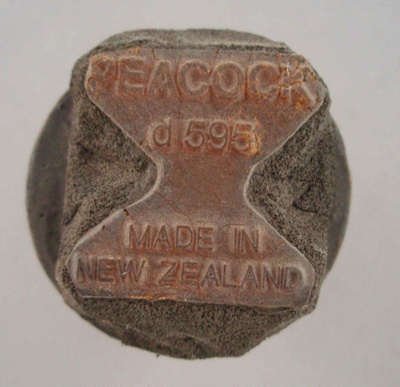 PEACOCK
d 595
MADE IN
NEW ZEALAND